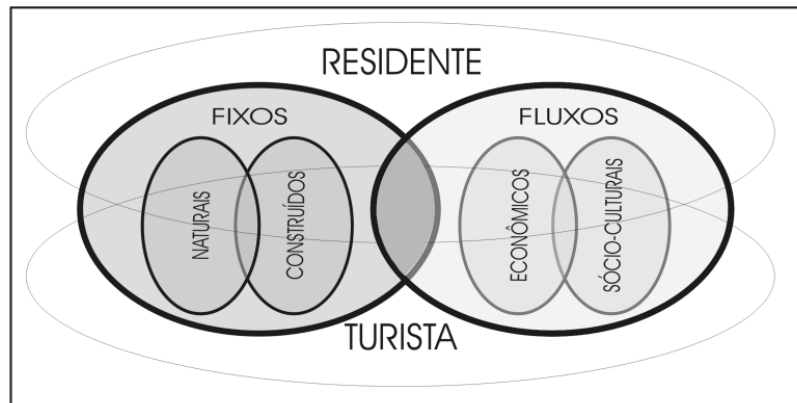 RESIDENTE
FIXOS
FLUXOS
NATURAIS
CONSTRUÍDOS
ECONÔMICOS
SÓCIO-CULTURAIS
TURISTA